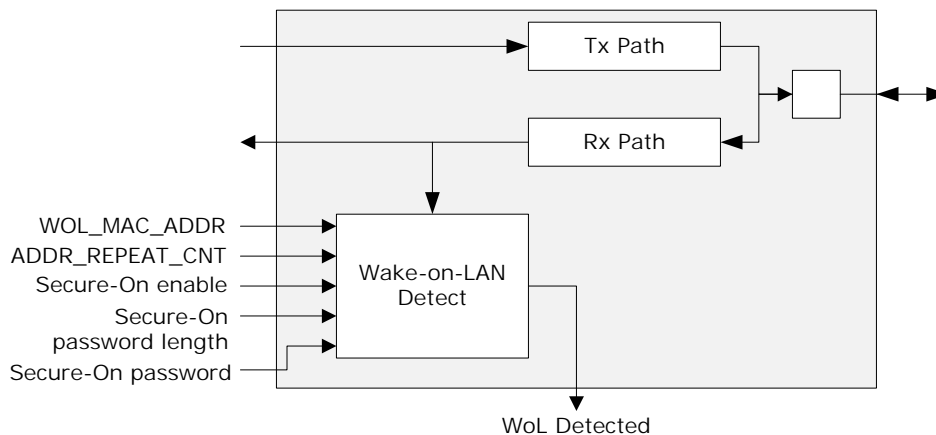 Tx Path
Rx Path
WOL_MAC_ADDR
ADDR_REPEAT_CNT
Secure-On enable
Secure-On
password length
Secure-On password
Wake-on-LAN
Detect
WoL Detected